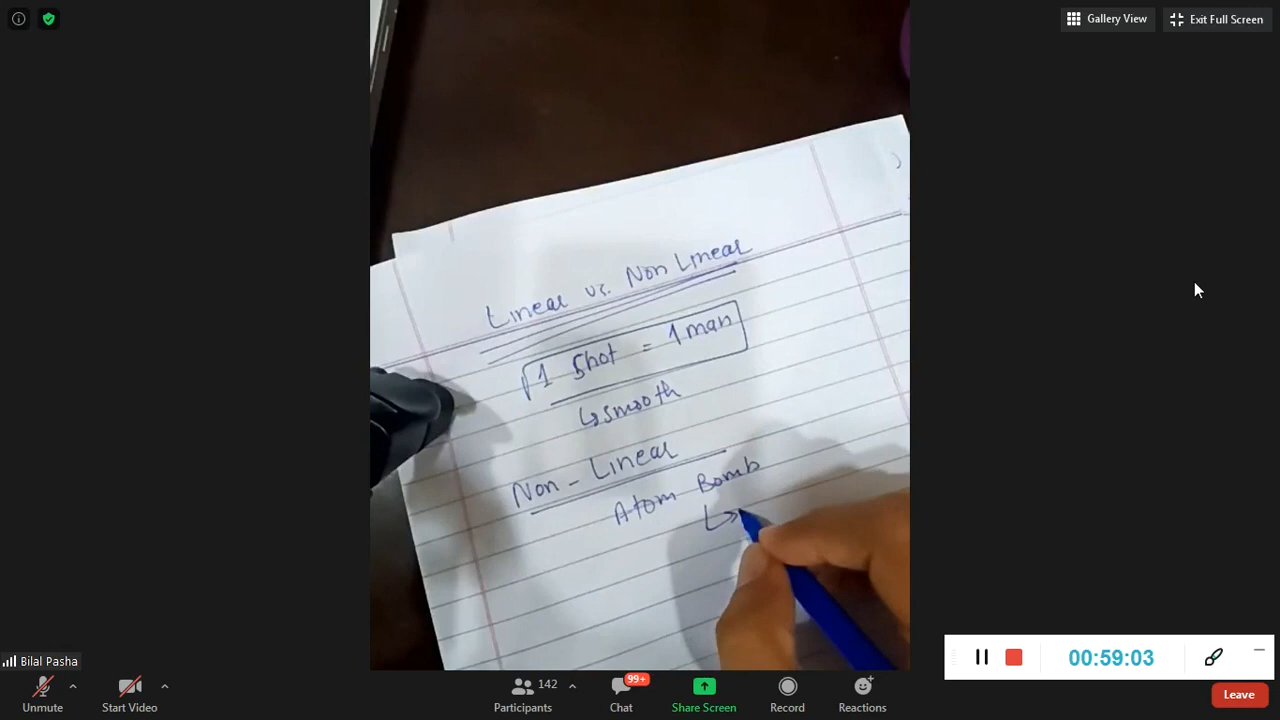 Gallery View
Exit Full Screen
Linear vs. Non Linear
1 Shot = 1 man
↳ smooth
Non - Linear
Atom Bomb
Bilal Pasha
00:59:03
Unmute
Start Video
142
Participants
99+
Chat
Share Screen
Record
Reactions
Leave